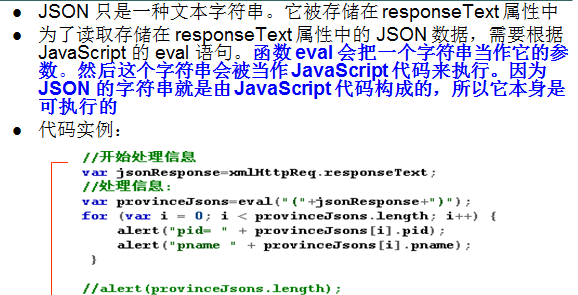 ● JSON 只是一种文本字符串。它被存储在 responseText 属性中
● 为了读取存储在 responseText 属性中的 JSON 数据，需要根据
JavaScript 的 eval 语句。函数 eval 会把一个字符串当作它的参
数。然后这个字符串会被当作 JavaScript 代码来执行。因为
JSON 的字符串就是由 JavaScript 代码构成的，所以它本身是
可执行的
● 代码实例：
//开始处理信息
var jsonResponse=xmlHttpReq.responseText;
//处理信息:
var provinceJsons=eval("("+jsonResponse+")");
for (var i = 0; i < provinceJsons.length; i++) {
alert("pid= " + provinceJsons[i].pid);
alert("pname " + provinceJsons[i].pname);
}
//alert(provinceJsons.length);